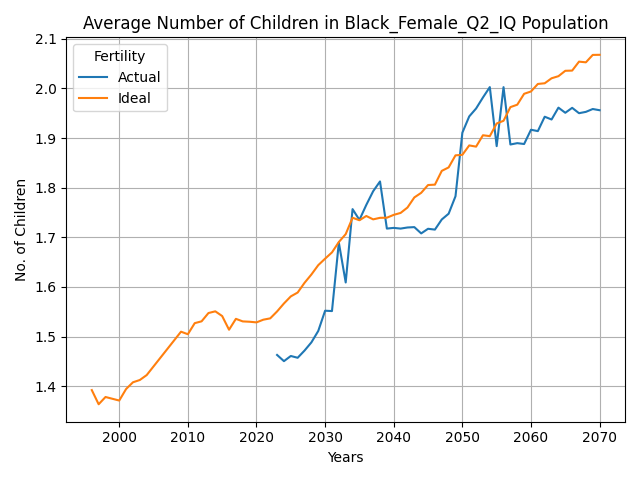 Average Number of Children in Black_Female_Q2_IQ Population
Fertility
Actual
Ideal
No. of Children
2.1
2.0
1.9
1.8
1.7
1.6
1.5
1.4
2000 2010 2020 2030 2040 2050 2060 2070
Years